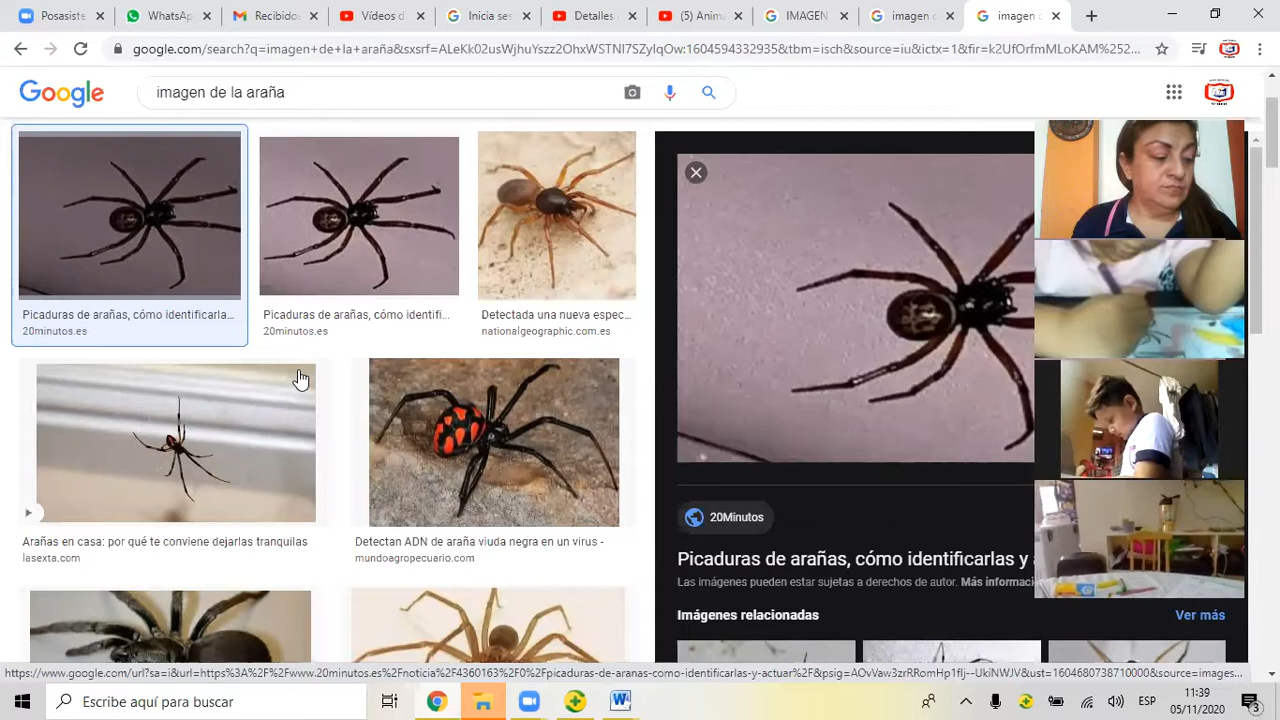 Posasiste
WhatsApp
Recibidos
Vídeos d
Inicia se
Detalles
(5) Anim
IMAGEN
imagen d
imagen d
google.com/search?q=imagen+de+la+araña&sxsrf=ALeKk02usWjhuYszz2OhxWSTNl7SZylqOw:1604594332935&tbm=isch&source=iu&ictx=1&fir=k2UfOrfmMLoKAM%252...
Google
imagen de la araña
Picaduras de arañas, cómo identificarla...
20minutos.es
Picaduras de arañas, cómo identifi...
20minutos.es
Detectada una nueva espec...
nationalgeographic.com.es
Arañas en casa: por qué te conviene dejarlas tranquilas
lasexta.com
Detectan ADN de araña viuda negra en un virus -
mundoagropecuario.com
20Minutos
Picaduras de arañas, cómo identificarlas y
Las imágenes pueden estar sujetas a derechos de autor. Más informaci
Imágenes relacionadas
Ver más
https://www.google.com/url?sa=i&url=https%3A%2F%2Fwww.20minutos.es%2Fnoticia%2F4360163%2F0%2Fpicaduras-de-aranas-como-identificarlas-y-actuar%2F&psig=AOvVaw3zrRRomHp1flJ--UkiNWJV&ust=1604680738710000&source=images...
Escribe aquí para buscar
ESP
11:39
05/11/2020
3